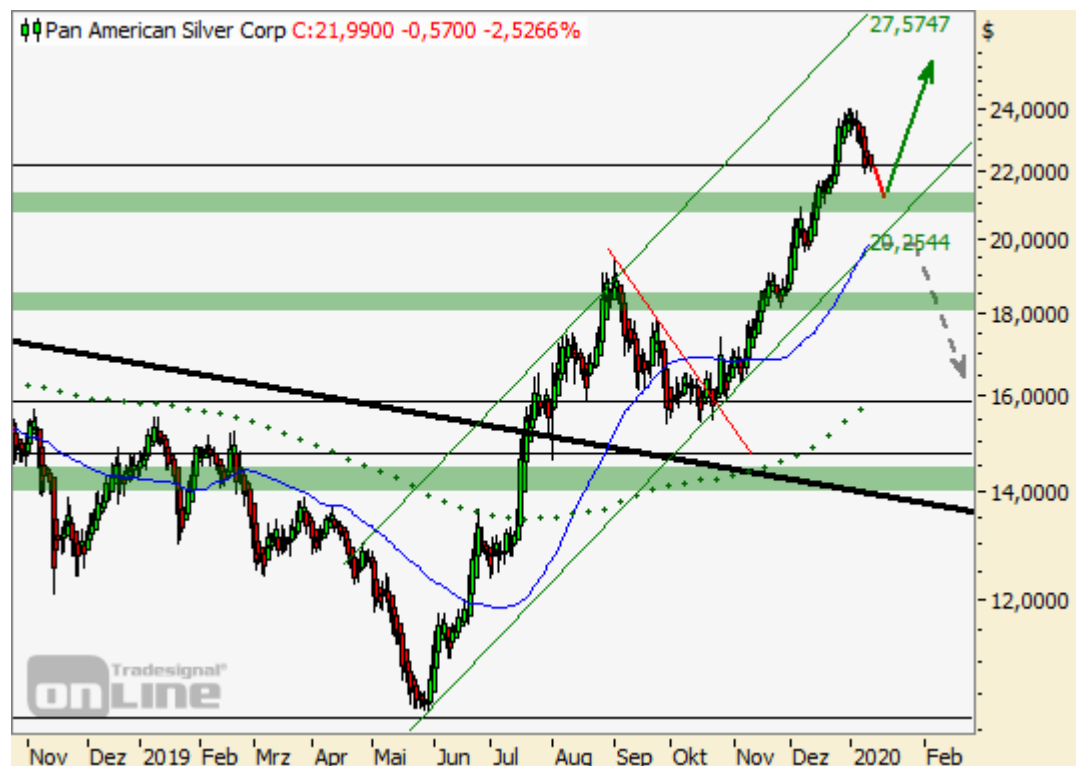 Pan American Silver Corp C:21,9900 -0,5700 -2,5266%
27,5747
$
24,0000
22,0000
20,2544
20,0000
18,0000
16,0000
14,0000
12,0000
Tradesignal®
onLine
Nov Dez 2019 Feb Mrz Apr Mai Jun Jul Aug Sep Okt Nov Dez 2020 Feb